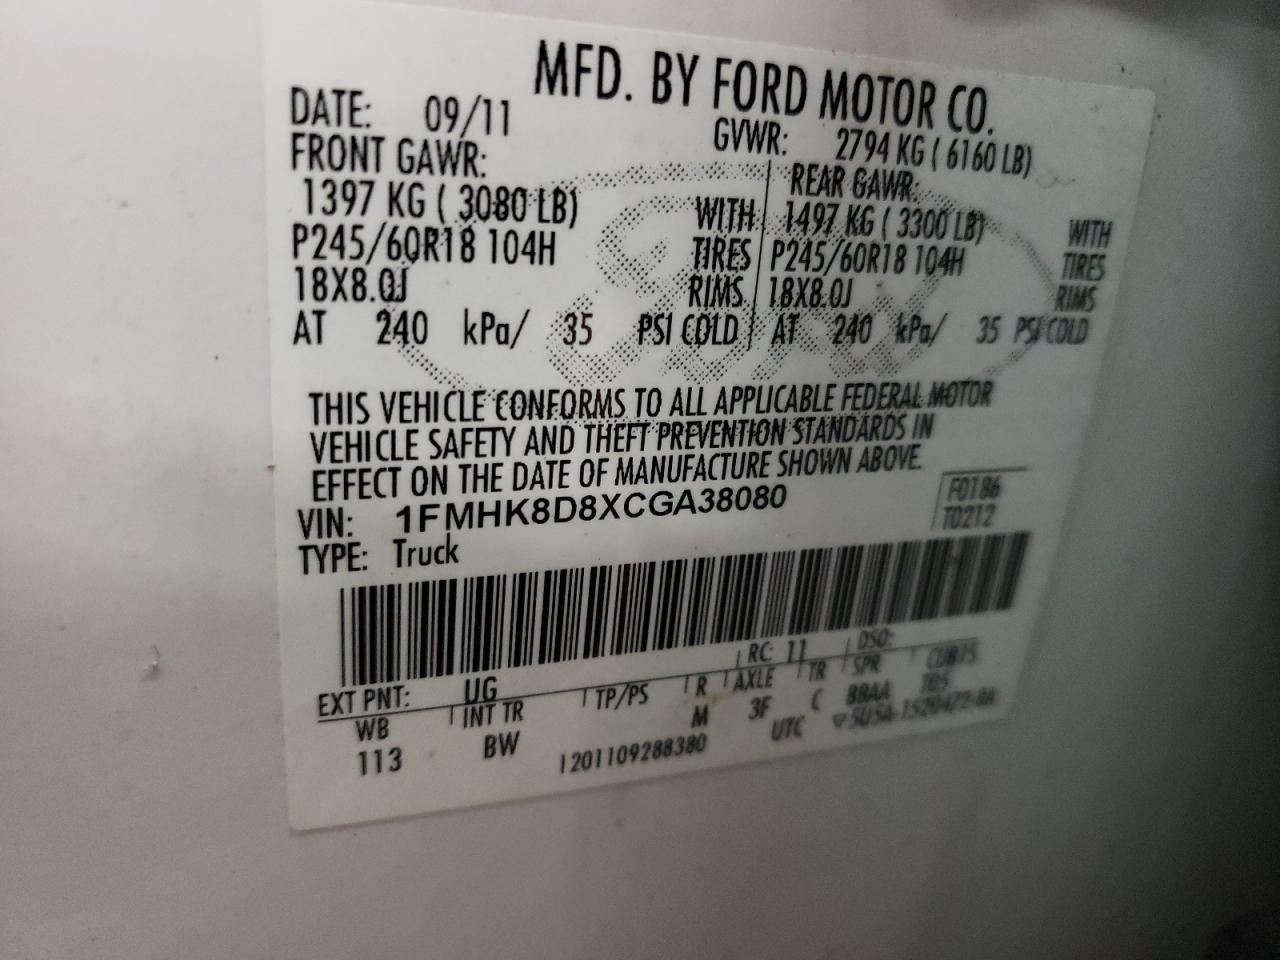 MFD. BY FORD MOTOR CO.
DATE: 09/11 GVWR: 2794 KG ( 6160 LB)
FRONT GAWR: REAR GAWR:
1397 KG ( 3080 LB) WITH 1497 KG ( 3300 LB) WITH
P245/60R18 104H TIRES P245/60R18 104H TIRES
18X8.0J RIMS 18X8.0J RIMS
AT 240 kPa/ 35 PSI COLD AT 240 kPa/ 35 PSI COLD
THIS VEHICLE CONFORMS TO ALL APPLICABLE FEDERAL MOTOR
VEHICLE SAFETY AND THEFT PREVENTION STANDARDS IN
EFFECT ON THE DATE OF MANUFACTURE SHOWN ABOVE.
VIN: 1FMHK8D8XCGA38080 F0186
TYPE: Truck T0212
EXT PNT: UG RC: 11 DSO:
WB INT TR TP/PS R AXLE TR SPR
113 BW M 3F C BBAA
1201109288380 UTC